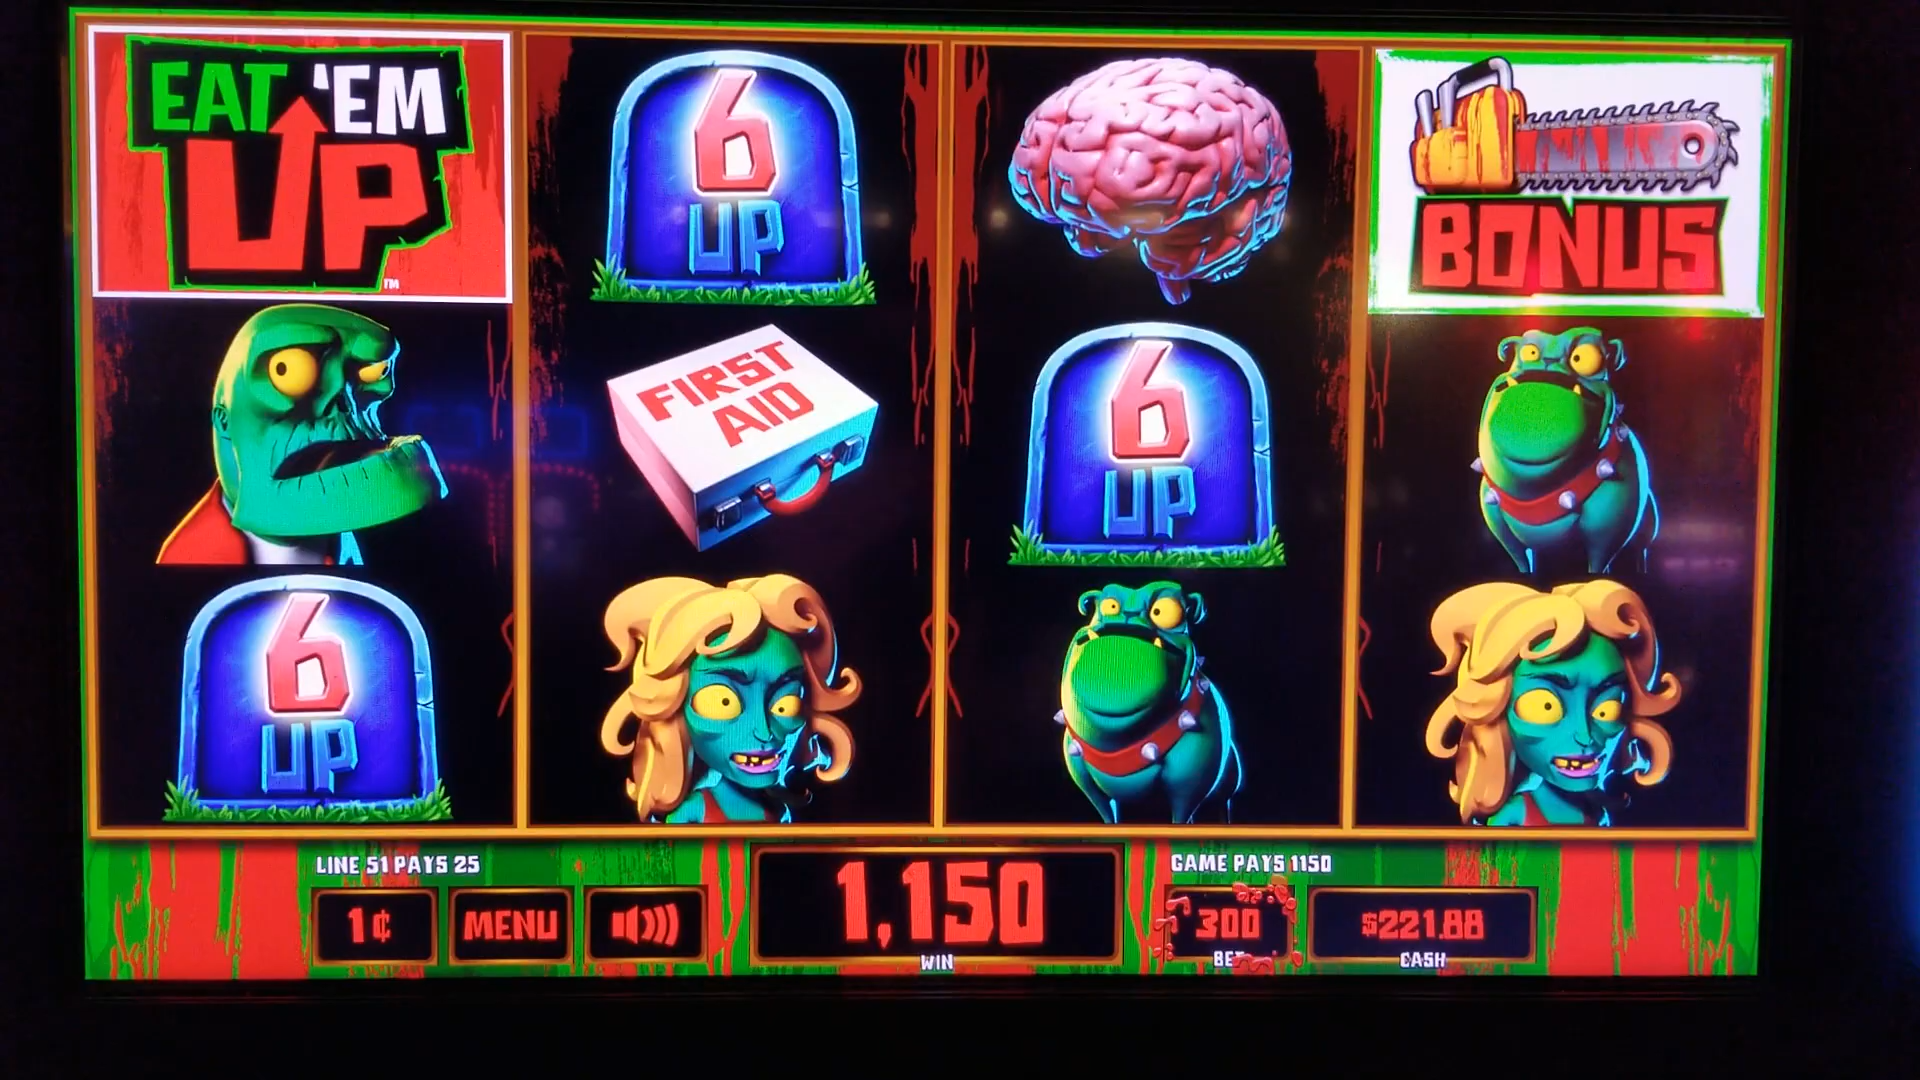 EAT 'EM
UP
™
6
UP
BONUS
FIRST
AID
6
UP
6
UP
LINE 51 PAYS 25
1¢
MENU
1,150
WIN
GAME PAYS 1150
300
BET
$221.88
CASH